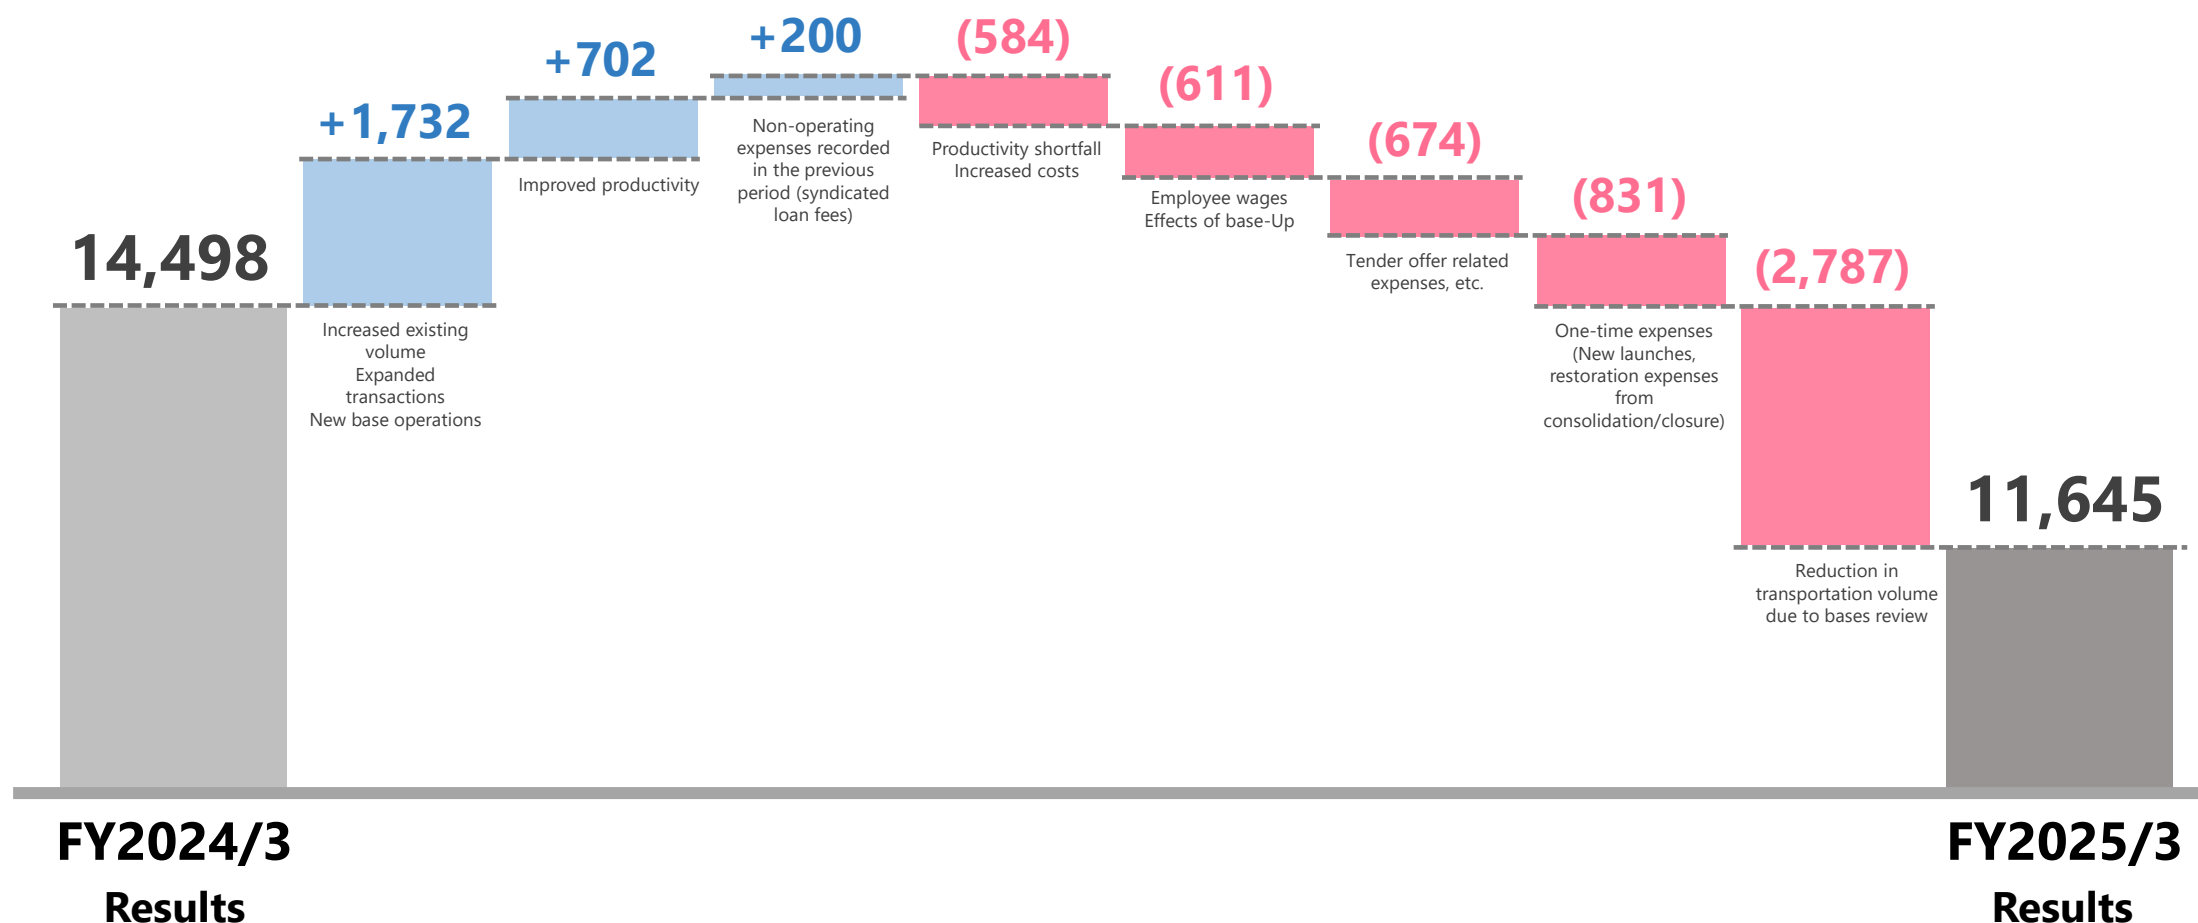 14,498
+1,732
Increased existing
volume
Expanded
transactions
New base operations
+702
Improved productivity
+200
Non-operating
expenses recorded
in the previous
period (syndicated
loan fees)
(584)
Productivity shortfall
Increased costs
(611)
Employee wages
Effects of base-Up
(674)
Tender offer related
expenses, etc.
(831)
One-time expenses
(New launches,
restoration expenses
from
consolidation/closure)
(2,787)
Reduction in
transportation volume
due to bases review
11,645
FY2024/3
Results
FY2025/3
Results